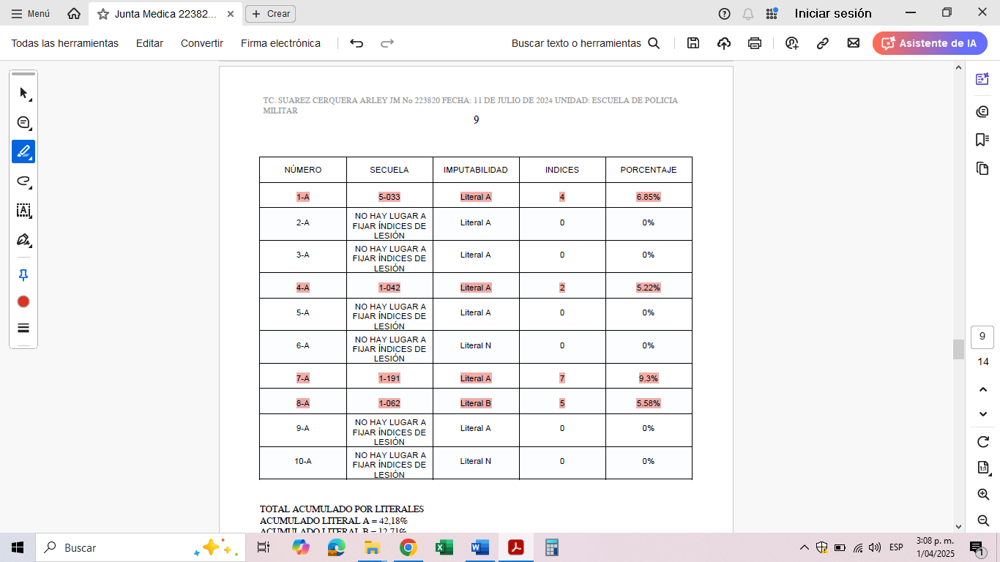 Menú
Junta Medica 22382...
Crear
Iniciar sesión
Todas las herramientas
Editar
Convertir
Firma electrónica
Buscar texto o herramientas
Asistente de IA
TC. SUAREZ CERQUERA ARLEY JM No 223820 FECHA: 11 DE JULIO DE 2024 UNIDAD: ESCUELA DE POLICIA
MILITAR
9
NÚMERO SECUELA IMPUTABILIDAD INDICES PORCENTAJE
1-A 5-033 Literal A 4 6.85%
2-A NO HAY LUGAR A FIJAR ÍNDICES DE LESIÓN Literal A 0 0%
3-A NO HAY LUGAR A FIJAR ÍNDICES DE LESIÓN Literal A 0 0%
4-A 1-042 Literal A 2 5.22%
5-A NO HAY LUGAR A FIJAR ÍNDICES DE LESIÓN Literal A 0 0%
6-A NO HAY LUGAR A FIJAR ÍNDICES DE LESIÓN Literal N 0 0%
7-A 1-191 Literal A 7 9.3%
8-A 1-062 Literal B 5 5.58%
9-A NO HAY LUGAR A FIJAR ÍNDICES DE LESIÓN Literal A 0 0%
10-A NO HAY LUGAR A FIJAR ÍNDICES DE LESIÓN Literal N 0 0%
TOTAL ACUMULADO POR LITERALES
ACUMULADO LITERAL A = 42,18%
ACUMULADO LITERAL B = 12,71%
9
14
1:1
Buscar
ESP
3:08 p. m.
1/04/2025
1